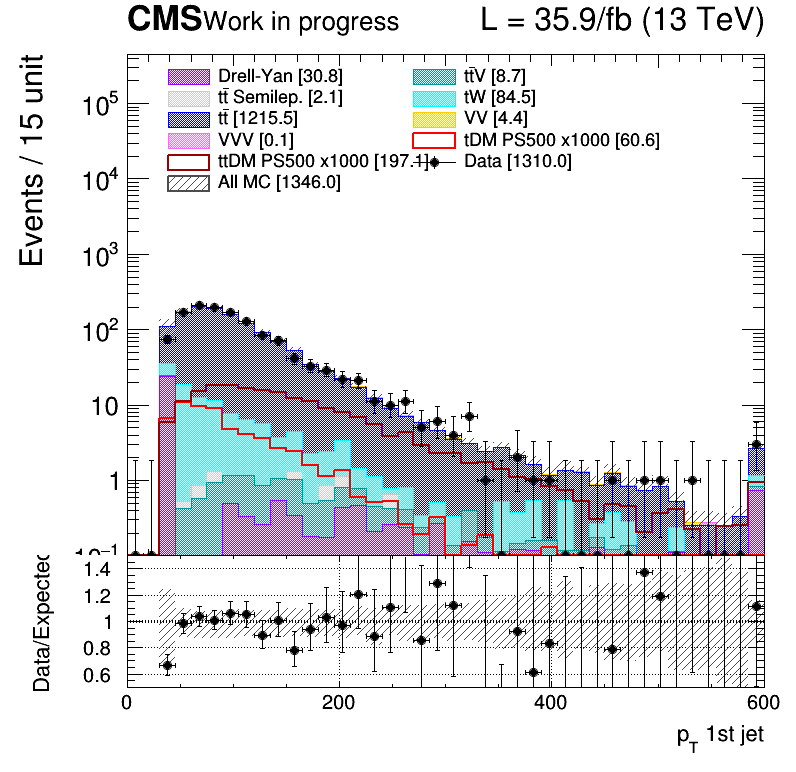 CMS Work in progress L = 35.9/fb (13 TeV)
Events / 15 unit
10⁵
10⁴
10³
10²
10
1
10⁻¹
Drell-Yan [30.8]
tt̄V [8.7]
tt̄ Semilep. [2.1]
tW [84.5]
tt̄ [1215.5]
VV [4.4]
VVV [0.1]
tDM PS500 x1000 [60.6]
ttDM PS500 x1000 [197.1]
Data [1310.0]
All MC [1346.0]
Data/Expected
1.4
1.2
1
0.8
0.6
0 200 400 600
p_T 1st jet